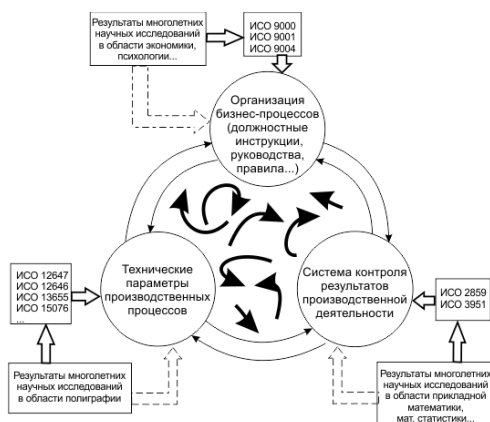 Результаты многолетних
научных исследований
в области экономики,
психологии...
ИСО 9000
ИСО 9001
ИСО 9004
Организация
бизнес-процессов
(должностные
инструкции,
руководства,
правила...)
ИСО 12647
ИСО 12646
ИСО 13655
ИСО 15076
...
Технические
параметры
производственных
процессов
Система контроля
результатов
производственной
деятельности
ИСО 2859
ИСО 3951
Результаты многолетних
научных исследований
в области полиграфии
Результаты многолетних
научных исследований
в области прикладной
математики,
мат. статистики...